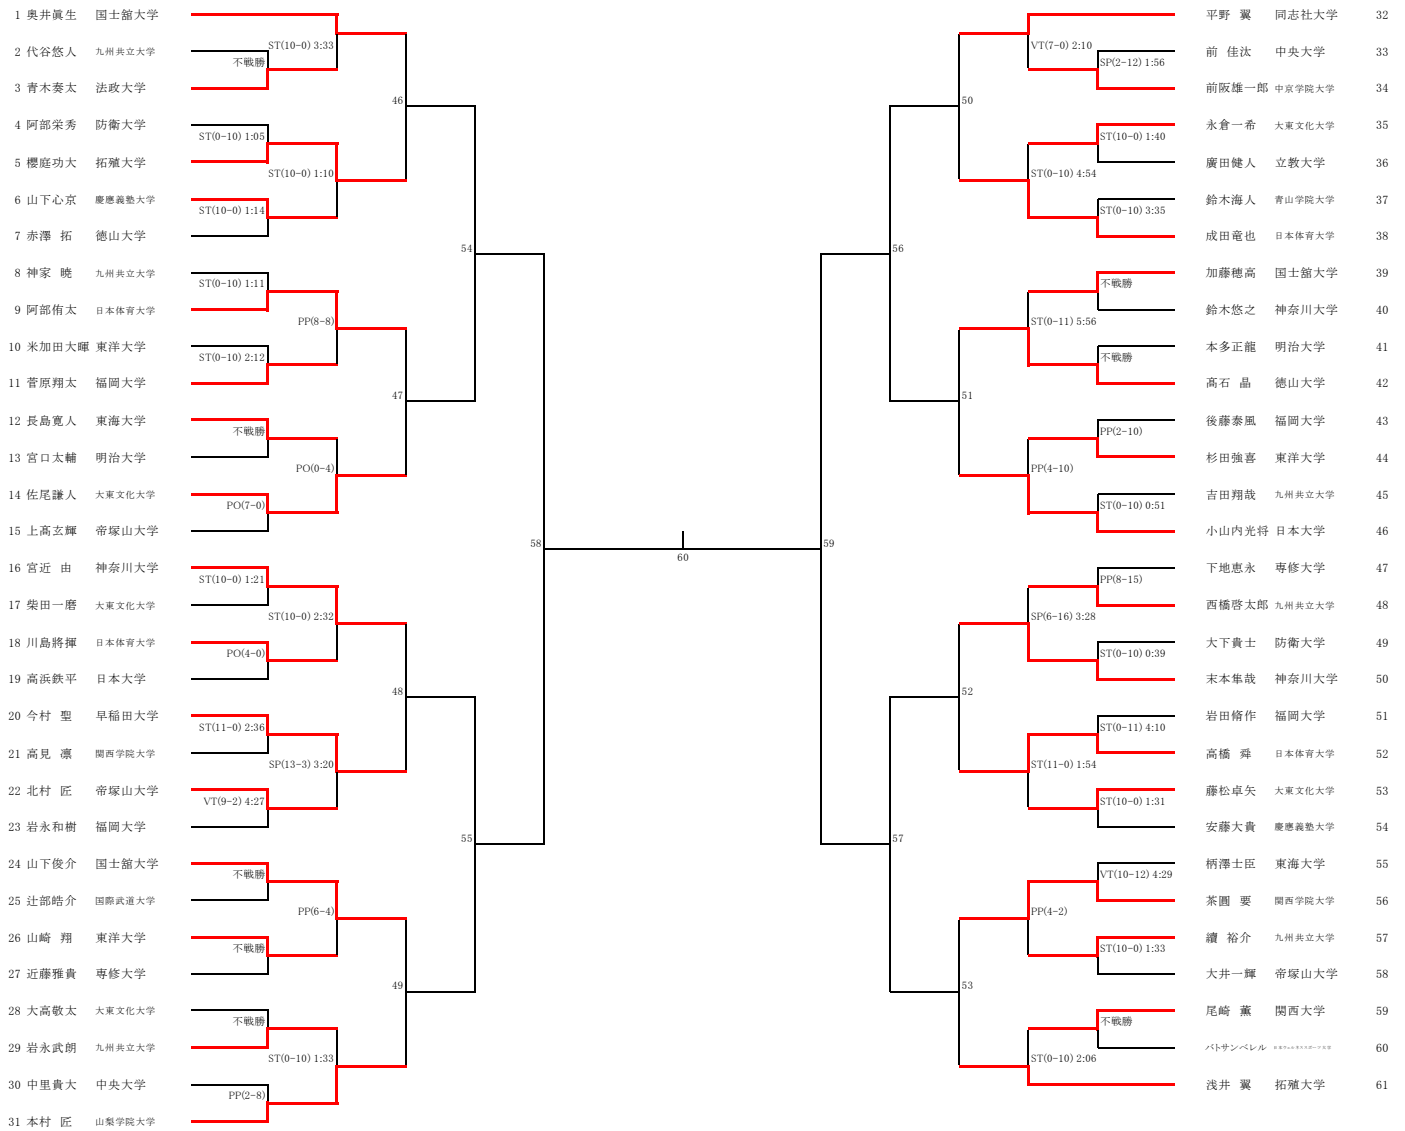 1 奥井眞生 国士舘大学
2 代谷悠人 九州共立大学
3 青木奏太 法政大学
4 阿部栄秀 防衛大学
5 櫻庭功大 拓殖大学
6 山下心京 慶應義塾大学
7 赤澤 拓 徳山大学
8 神家 暁 九州共立大学
9 阿部侑太 日本体育大学
10 米加田大暉 東洋大学
11 菅原翔太 福岡大学
12 長島寛人 東海大学
13 宮口太輔 明治大学
14 佐尾謙人 大東文化大学
15 上髙玄輝 帝塚山大学
16 宮近 由 神奈川大学
17 柴田一磨 大東文化大学
18 川島將揮 日本体育大学
19 高浜鉄平 日本大学
20 今村 聖 早稲田大学
21 高見 凛 関西学院大学
22 北村 匠 帝塚山大学
23 岩永和樹 福岡大学
24 山下俊介 国士舘大学
25 辻部皓介 国際武道大学
26 山崎 翔 東洋大学
27 近藤雅貴 専修大学
28 大高敬太 大東文化大学
29 岩永武朗 九州共立大学
30 中里貴大 中央大学
31 本村 匠 山梨学院大学
不戦勝
ST(0-10) 1:05
ST(10-0) 1:14
ST(0-10) 1:11
ST(0-10) 2:12
不戦勝
PO(7-0)
ST(10-0) 1:21
PO(4-0)
ST(11-0) 2:36
VT(9-2) 4:27
不戦勝
不戦勝
不戦勝
PP(2-8)
ST(10-0) 3:33
ST(10-0) 1:10
PP(8-8)
PO(0-4)
ST(10-0) 2:32
SP(13-3) 3:20
PP(6-4)
ST(0-10) 1:33
46
47
48
49
54
55
58
60
59
56
57
50
51
52
53
VT(7-0) 2:10
ST(0-10) 4:54
ST(0-11) 5:56
PP(4-10)
SP(6-16) 3:28
ST(11-0) 1:54
PP(4-2)
ST(0-10) 2:06
SP(2-12) 1:56
ST(10-0) 1:40
ST(0-10) 3:35
不戦勝
不戦勝
PP(2-10)
ST(0-10) 0:51
PP(8-15)
ST(0-10) 0:39
ST(0-11) 4:10
ST(10-0) 1:31
VT(10-12) 4:29
ST(10-0) 1:33
不戦勝
平野 翼 同志社大学 32
前 佳汰 中央大学 33
前阪雄一郎 中京学院大学 34
永倉一希 大東文化大学 35
廣田健人 立教大学 36
鈴木海人 青山学院大学 37
成田竜也 日本体育大学 38
加藤穂高 国士舘大学 39
鈴木悠之 神奈川大学 40
本多正龍 明治大学 41
髙石 晶 徳山大学 42
後藤泰風 福岡大学 43
杉田強喜 東洋大学 44
吉田翔哉 九州共立大学 45
小山内光将 日本大学 46
下地恵永 専修大学 47
西橋啓太郎 九州共立大学 48
大下貴士 防衛大学 49
末本隼哉 神奈川大学 50
岩田脩作 福岡大学 51
高橋 舜 日本体育大学 52
藤松卓矢 大東文化大学 53
安藤大貴 慶應義塾大学 54
柄澤士臣 東海大学 55
茶圓 要 関西学院大学 56
續 裕介 九州共立大学 57
大井一輝 帝塚山大学 58
尾崎 薫 関西大学 59
バトサンベレル 60
浅井 翼 拓殖大学 61